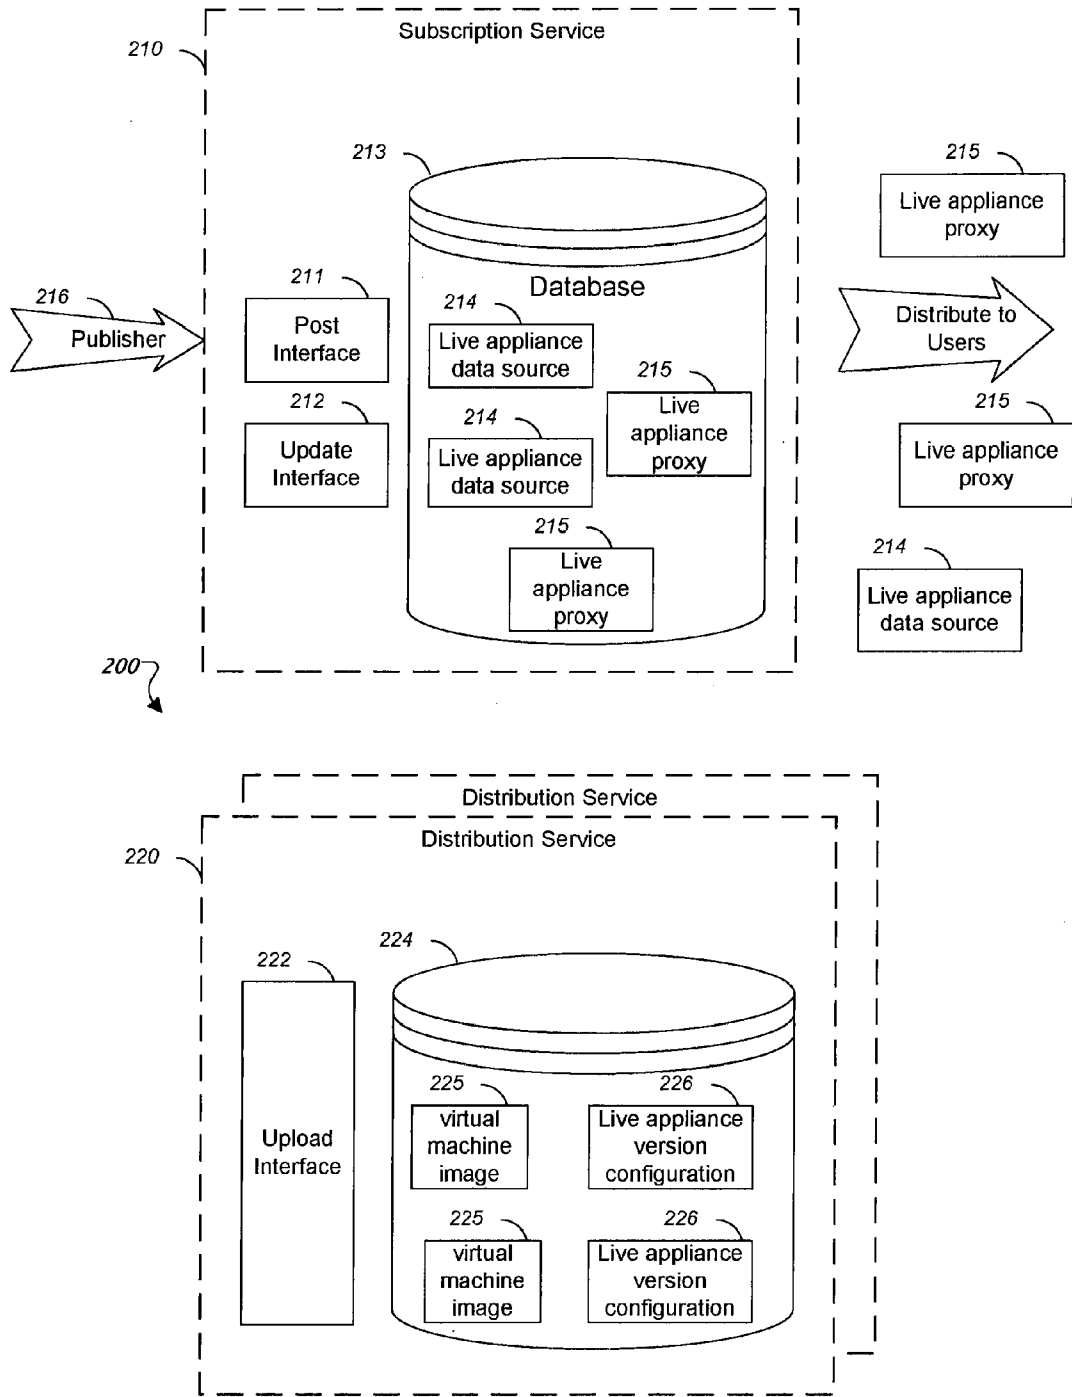 Subscription Service
210
213
215
Live appliance
proxy
211
Post
Interface
216
Publisher
Database
214
Live appliance
data source
Distribute to
Users
212
Update
Interface
214
Live appliance
data source
215
Live
appliance
proxy
215
Live appliance
proxy
215
Live
appliance
proxy
214
Live appliance
data source
200
Distribution Service
Distribution Service
220
222
Upload
Interface
224
225
virtual
machine
image
226
Live appliance
version
configuration
225
virtual
machine
image
226
Live appliance
version
configuration